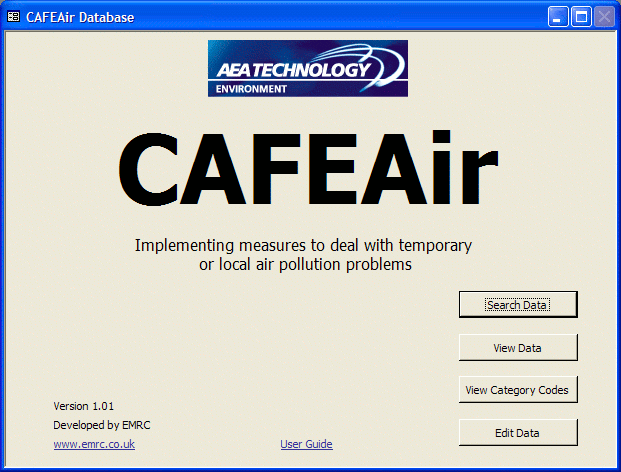 CAFEAir Database
AEA TECHNOLOGY
ENVIRONMENT
CAFEAir
Implementing measures to deal with temporary
or local air pollution problems
Search Data
View Data
View Category Codes
Edit Data
Version 1.01
Developed by EMRC
www.emrc.co.uk
User Guide